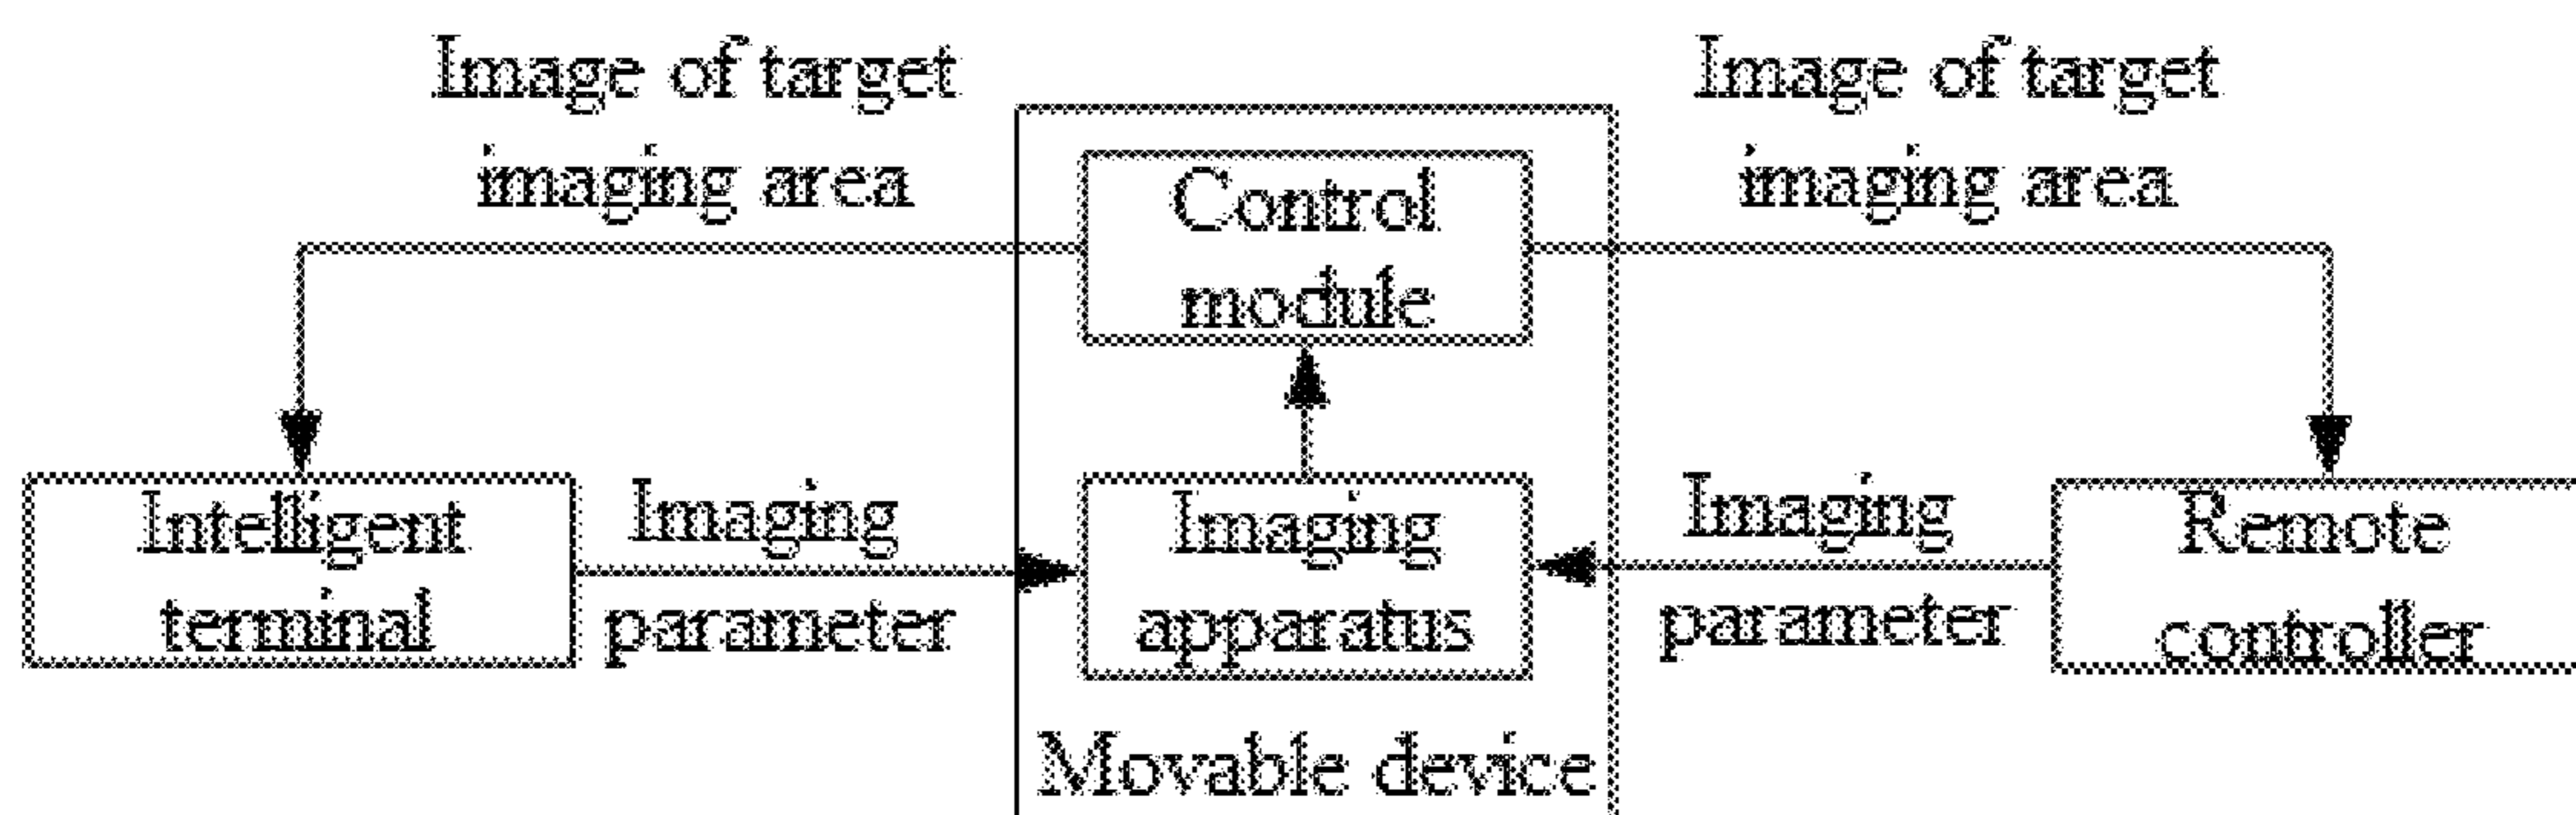 Image of target
imaging area
Image of target
imaging area
Control
module
Intelligent
terminal
Imaging
parameter
Imaging
apparatus
Imaging
parameter
Remote
controller
Movable device